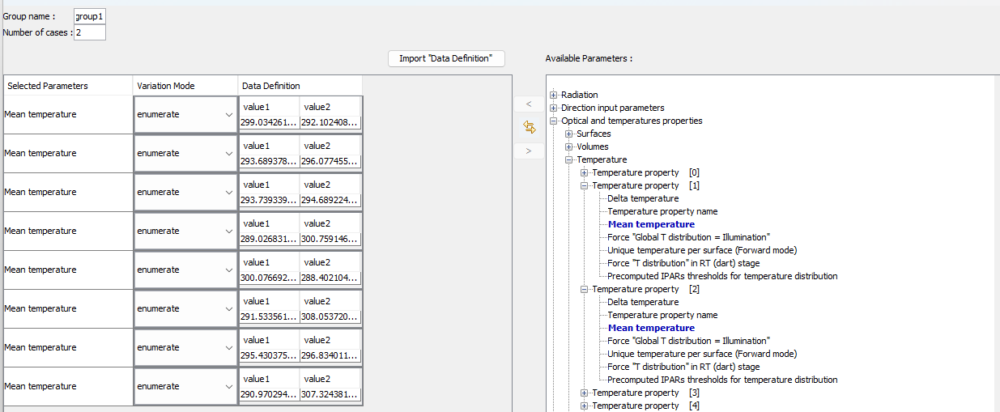 Group name : group1
Number of cases : 2
Import "Data Definition"
Available Parameters :
Selected Parameters Variation Mode Data Definition
Mean temperature enumerate value1 value2
299.034261... 292.102408...
Mean temperature enumerate value1 value2
293.689378... 296.077455...
Mean temperature enumerate value1 value2
293.739339... 294.689224...
Mean temperature enumerate value1 value2
289.026831... 300.759146...
Mean temperature enumerate value1 value2
300.076692... 288.402104...
Mean temperature enumerate value1 value2
291.533561... 308.053720...
Mean temperature enumerate value1 value2
295.430375... 296.834011...
Mean temperature enumerate value1 value2
290.970294... 307.324381...
<
>
Radiation
Direction input parameters
Optical and temperatures properties
Surfaces
Volumes
Temperature
Temperature property [0]
Temperature property [1]
Delta temperature
Temperature property name
Mean temperature
Force "Global T distribution = Illumination"
Unique temperature per surface (Forward mode)
Force "T distribution" in RT (dart) stage
Precomputed IPARs thresholds for temperature distribution
Temperature property [2]
Delta temperature
Temperature property name
Mean temperature
Force "Global T distribution = Illumination"
Unique temperature per surface (Forward mode)
Force "T distribution" in RT (dart) stage
Precomputed IPARs thresholds for temperature distribution
Temperature property [3]
Temperature property [4]